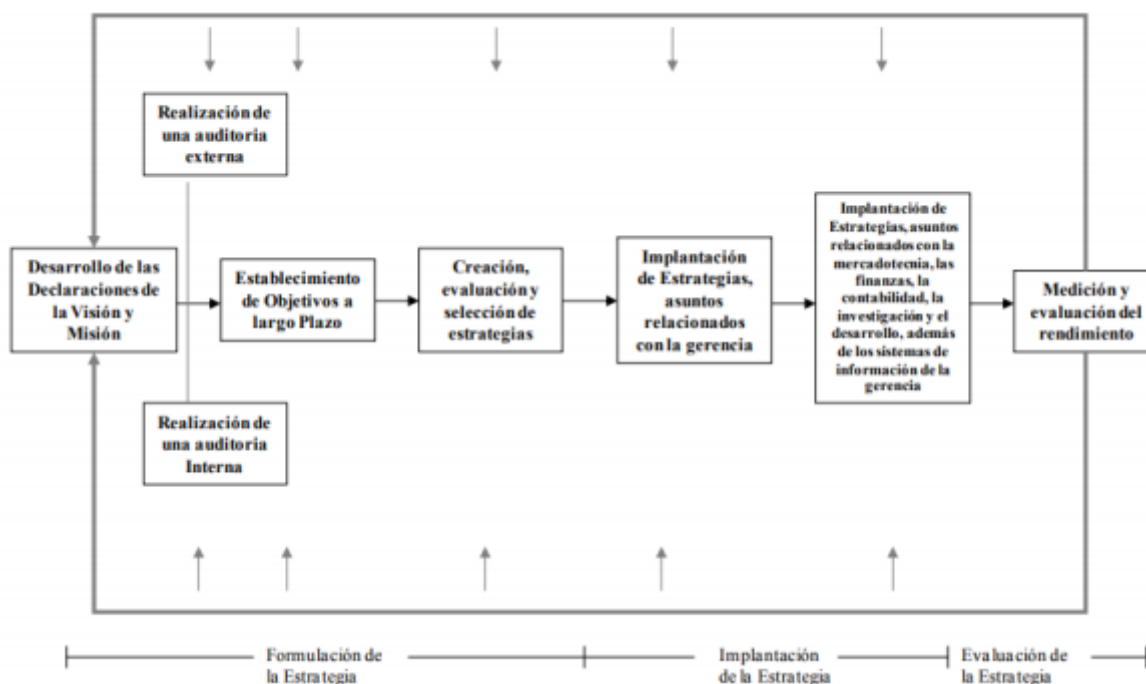 Realización de
una auditoria
externa
Desarrollo de las
Declaraciones de
la Visión y
Misión
Establecimiento
de Objetivos a
largo Plazo
Creación,
evaluación y
selección de
estrategias
Implantación
de Estrategias,
asuntos
relacionados
con la gerencia
Implantación de
Estrategias, asuntos
relacionados con la
mercadotecnia, las
finanzas, la
contabilidad, la
investigación y el
desarrollo, además
de los sistemas de
información de la
gerencia
Medición y
evaluación del
rendimiento
Realización de
una auditoria
Interna
Formulación de
la Estrategia
Implantación
de la Estrategia
Evaluación de
la Estrategia